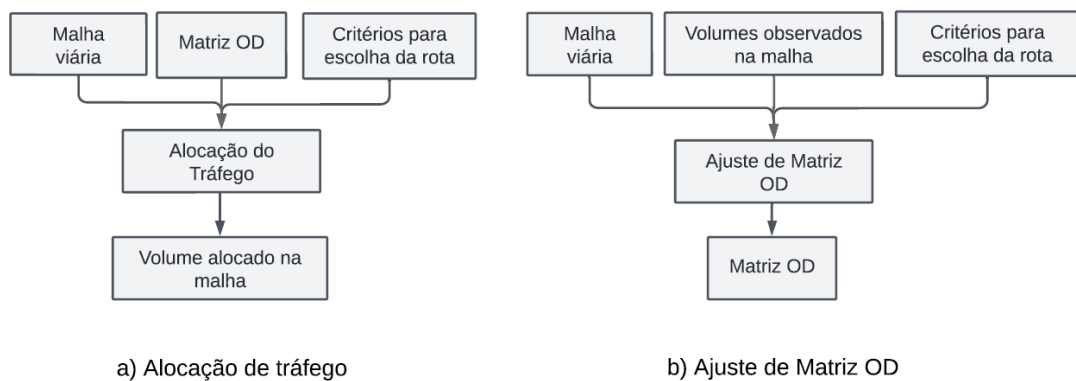 Malha
viária
Matriz OD
Critérios para
escolha da rota
Alocação do
Tráfego
Volume alocado na
malha
a) Alocação de tráfego
Malha
viária
Volumes observados
na malha
Critérios para
escolha da rota
Ajuste de Matriz
OD
Matriz OD
b) Ajuste de Matriz OD